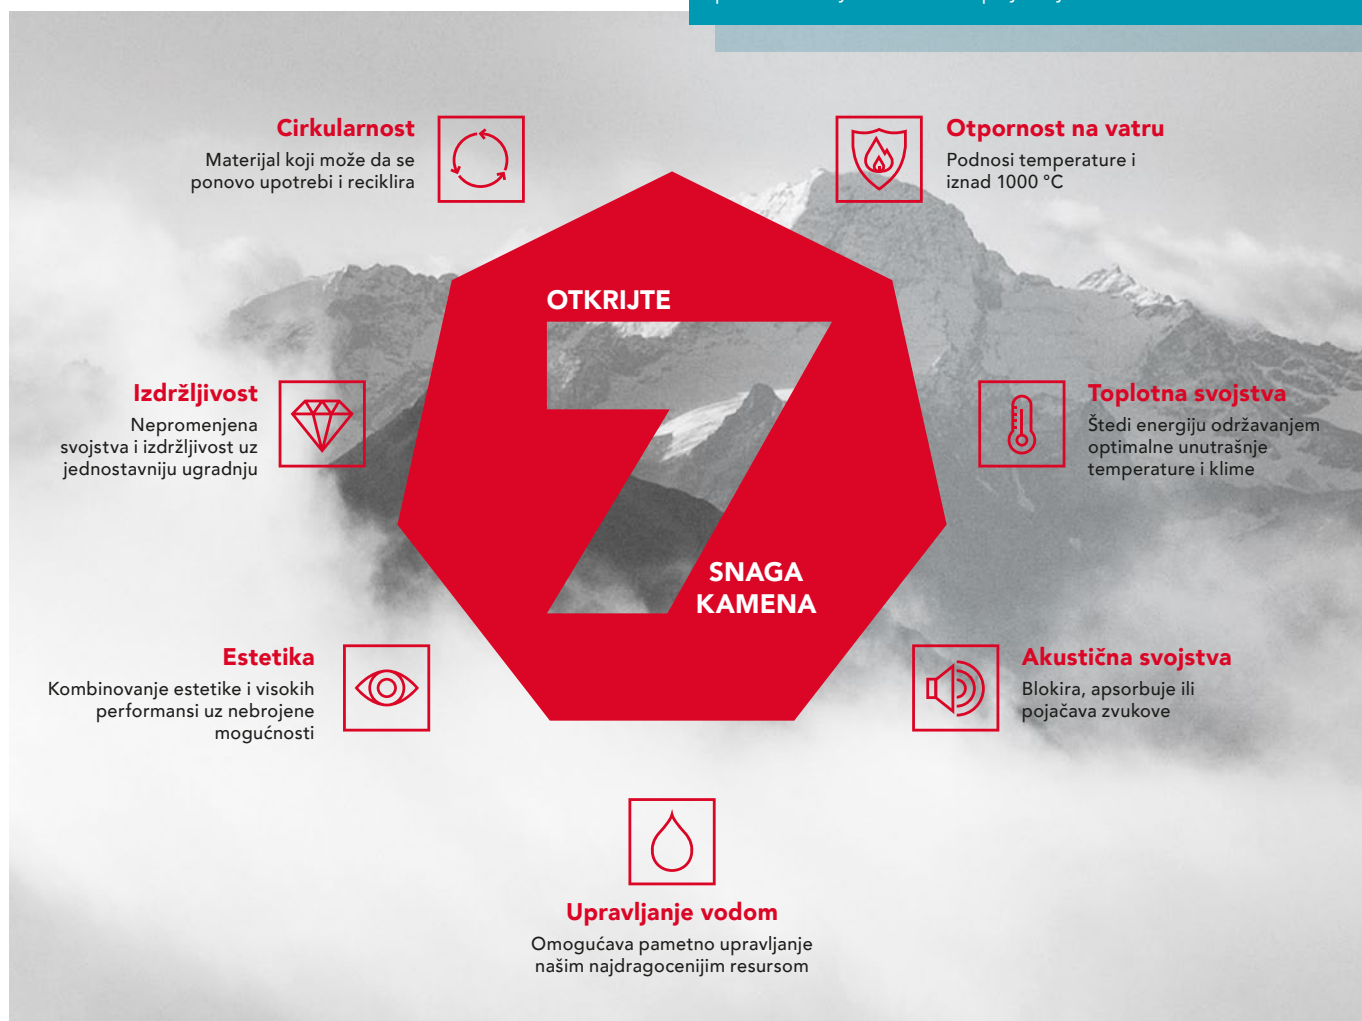 Cirkularnost
Materijal koji može da se
ponovo upotrebi i reciklira
Otpornost na vatru
Podnosi temperature i
iznad 1000 °C
OTKRIJTE
7
SNAGA
KAMENA
Izdržljivost
Nepromenjena
svojstva i izdržljivost uz
jednostavniju ugradnju
Toplotna svojstva
Štedi energiju održavanjem
optimalne unutrašnje
temperature i klime
Estetika
Kombinovanje estetike i visokih
performansi uz nebrojene
mogućnosti
Akustična svojstva
Blokira, apsorbuje ili
pojačava zvukove
Upravljanje vodom
Omogućava pametno upravljanje
našim najdragocenijim resursom